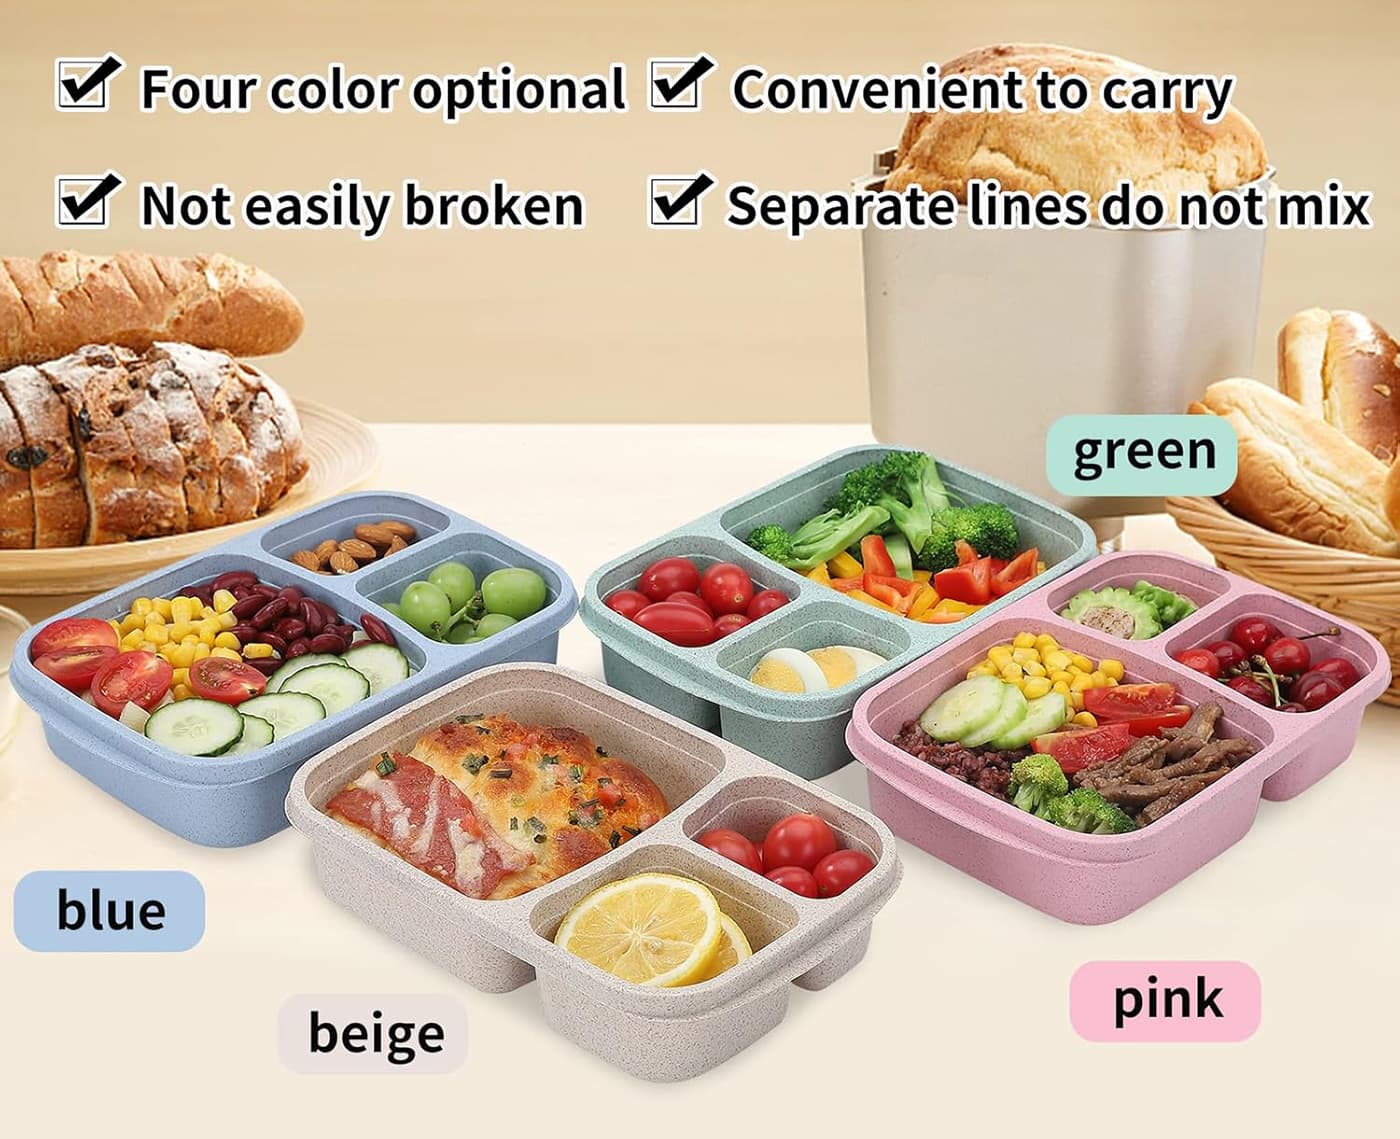 Four color optional
Convenient to carry
Not easily broken
Separate lines do not mix
green
blue
beige
pink